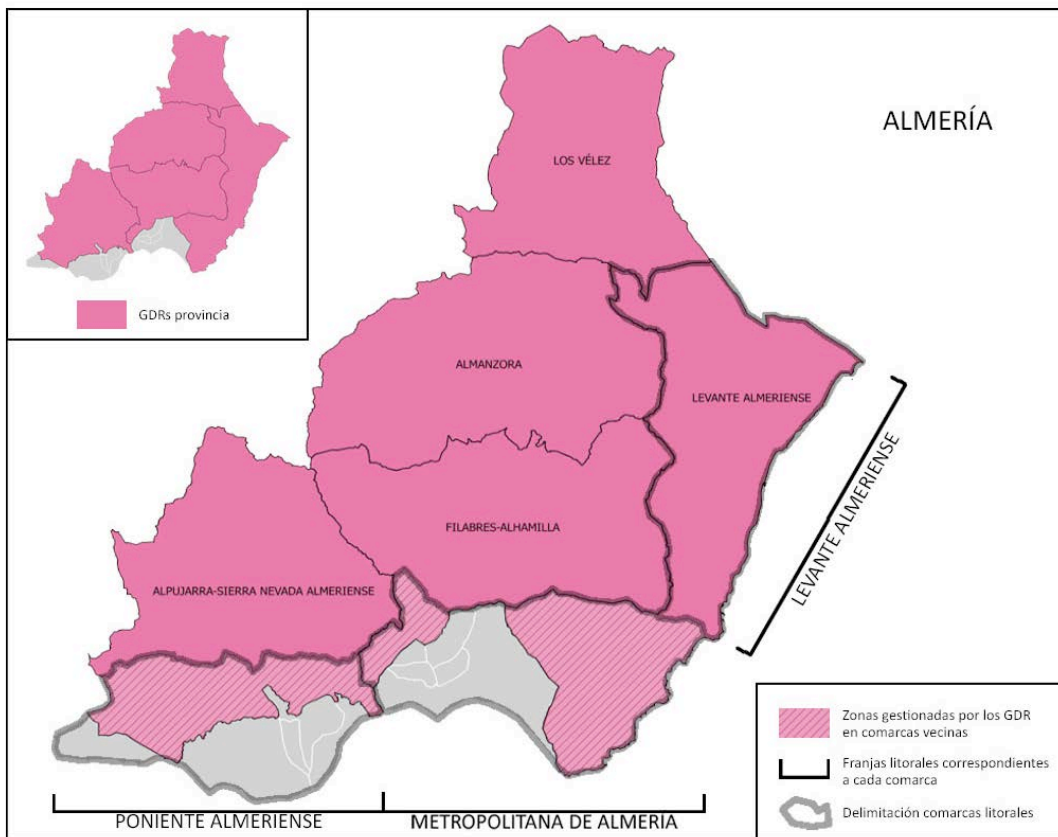 ALMERÍA
GDRs provincia
LOS VÉLEZ
ALMANZORA
LEVANTE ALMERIENSE
FILABRES-ALHAMILLA
ALPUJARRA-SIERRA NEVADA ALMERIENSE
LEVANTE ALMERIENSE
PONIENTE ALMERIENSE
METROPOLITANA DE ALMERIA
Zonas gestionadas por los GDR
en comarcas vecinas
Franjas litorales correspondientes
a cada comarca
Delimitación comarcas litorales